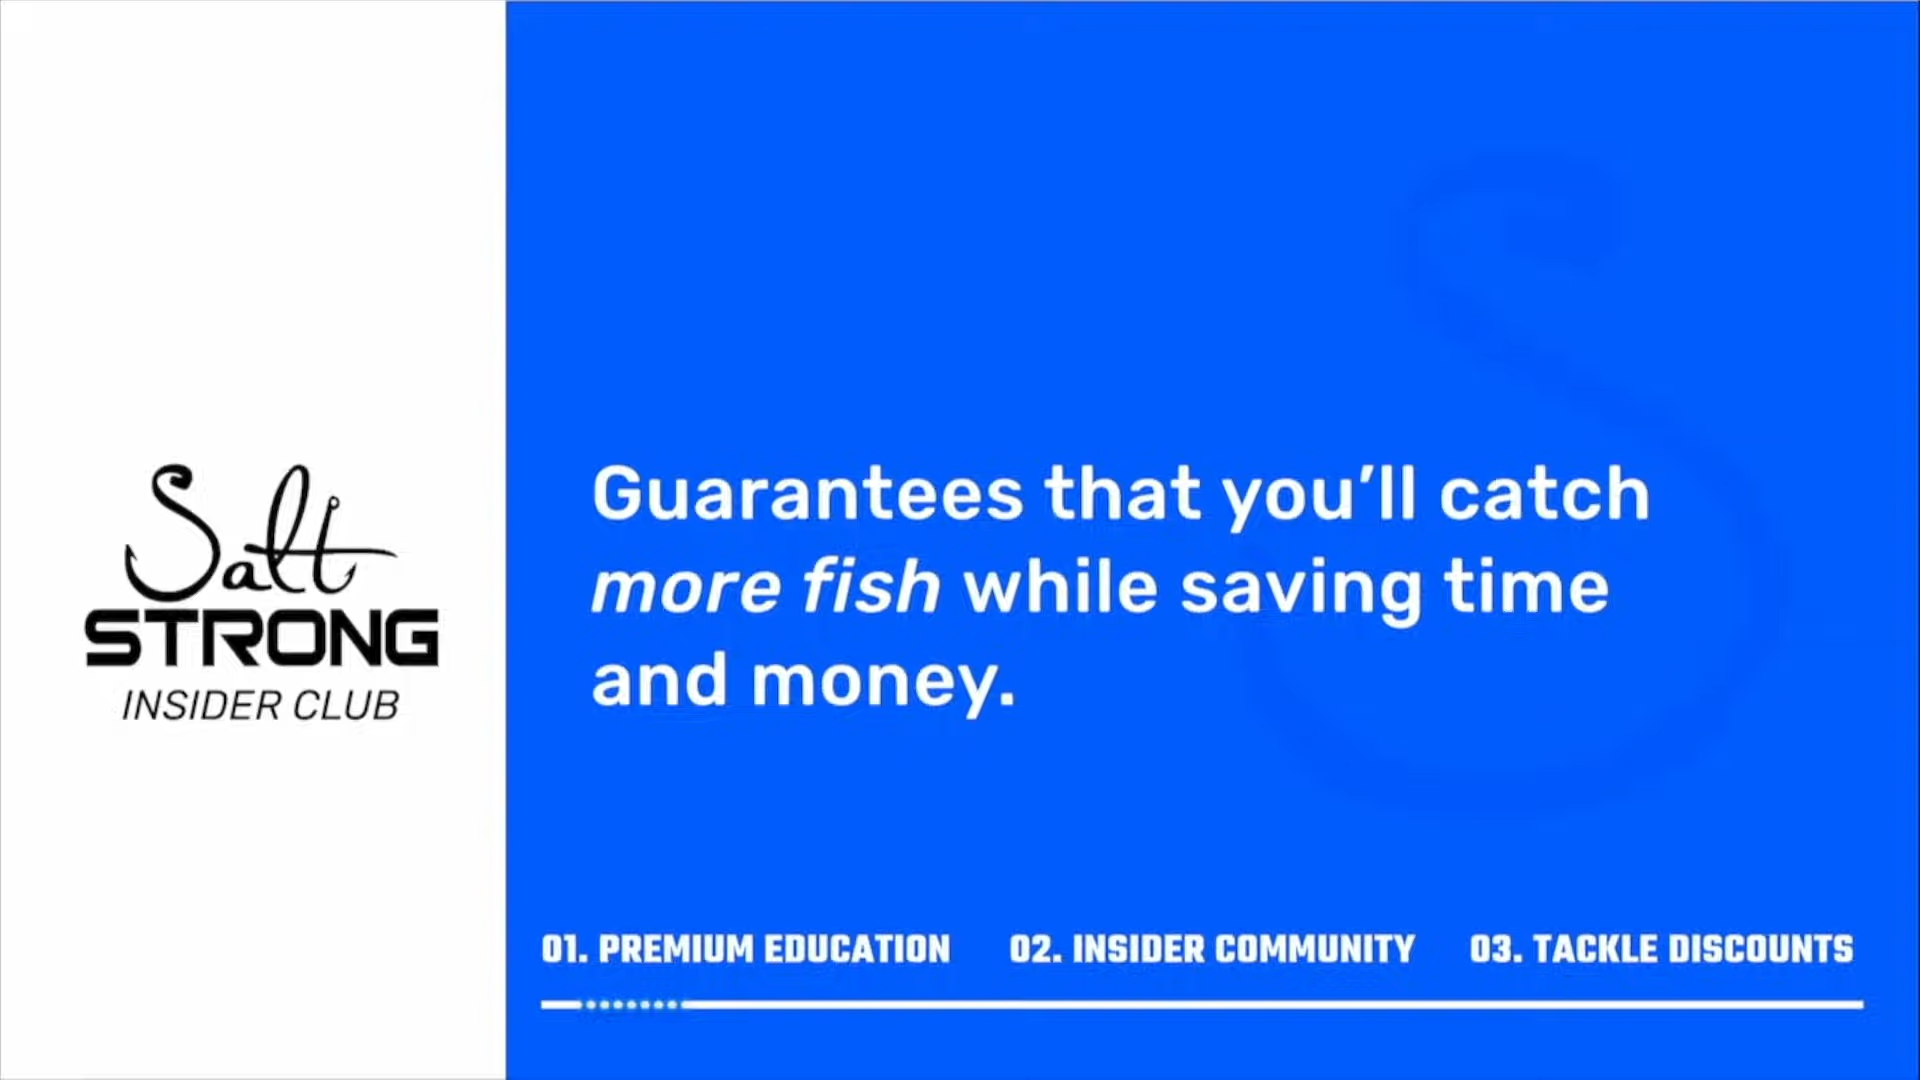 Salt
STRONG
INSIDER CLUB
Guarantees that you’ll catch
more fish while saving time
and money.
01. PREMIUM EDUCATION
02. INSIDER COMMUNITY
03. TACKLE DISCOUNTS